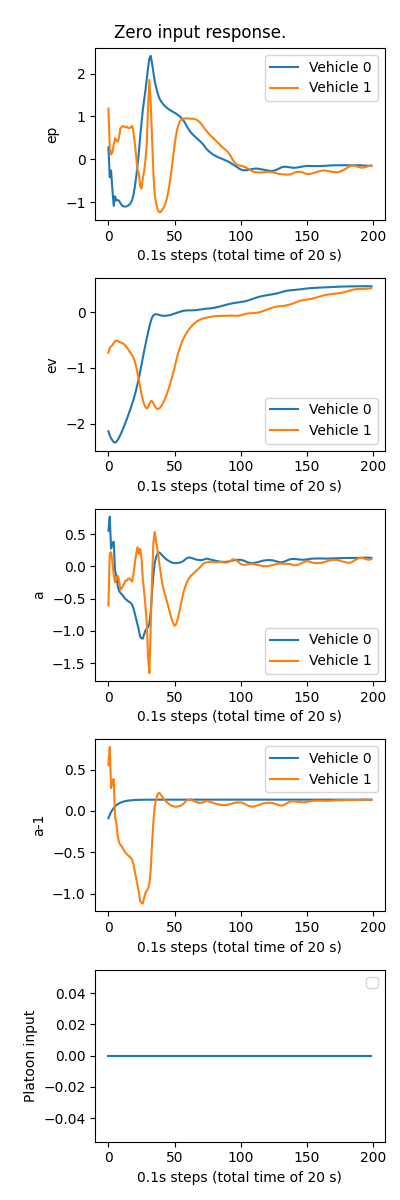 Zero input response.
2
1
0
−1
ep
Vehicle 0
Vehicle 1
0 50 100 150 200
0.1s steps (total time of 20 s)
0
−1
−2
ev
Vehicle 0
Vehicle 1
0 50 100 150 200
0.1s steps (total time of 20 s)
0.5
0.0
−0.5
−1.0
−1.5
a
Vehicle 0
Vehicle 1
0 50 100 150 200
0.1s steps (total time of 20 s)
0.5
0.0
−0.5
−1.0
a-1
Vehicle 0
Vehicle 1
0 50 100 150 200
0.1s steps (total time of 20 s)
0.04
0.02
0.00
−0.02
−0.04
Platoon input
0 50 100 150 200
0.1s steps (total time of 20 s)